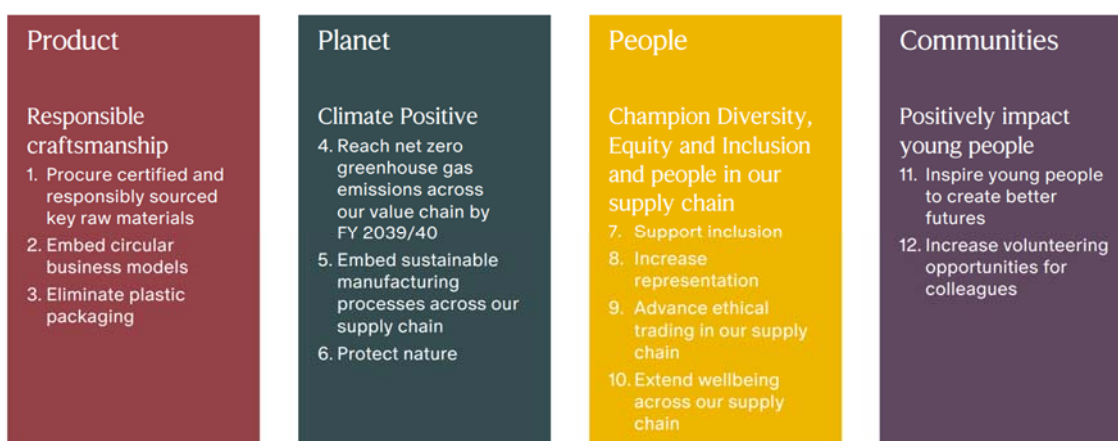 Product
Responsible
craftsmanship
1. Procure certified and
responsibly sourced
key raw materials
2. Embed circular
business models
3. Eliminate plastic
packaging
Planet
Climate Positive
4. Reach net zero
greenhouse gas
emissions across
our value chain by
FY 2039/40
5. Embed sustainable
manufacturing
processes across our
supply chain
6. Protect nature
People
Champion Diversity,
Equity and Inclusion
and people in our
supply chain
7. Support inclusion
8. Increase
representation
9. Advance ethical
trading in our supply
chain
10. Extend wellbeing
across our supply
chain
Communities
Positively impact
young people
11. Inspire young people
to create better
futures
12. Increase volunteering
opportunities for
colleagues